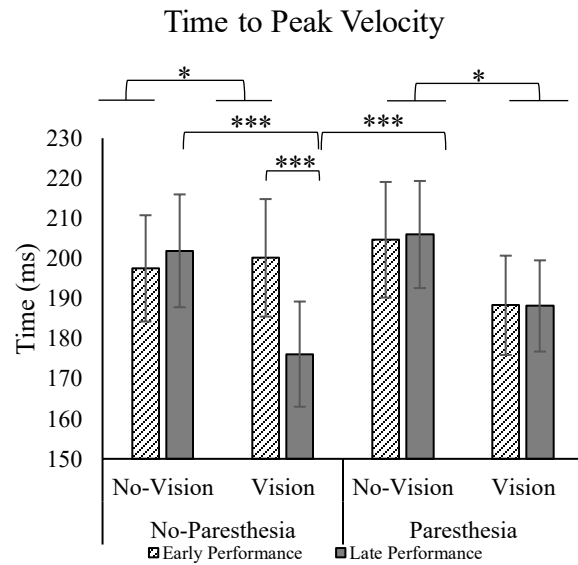 Time to Peak Velocity
* *
*** ***
***
230
220
210
200
190
180
170
160
150
Time (ms)
No-Vision Vision No-Vision Vision
No-Paresthesia Paresthesia
Early Performance Late Performance